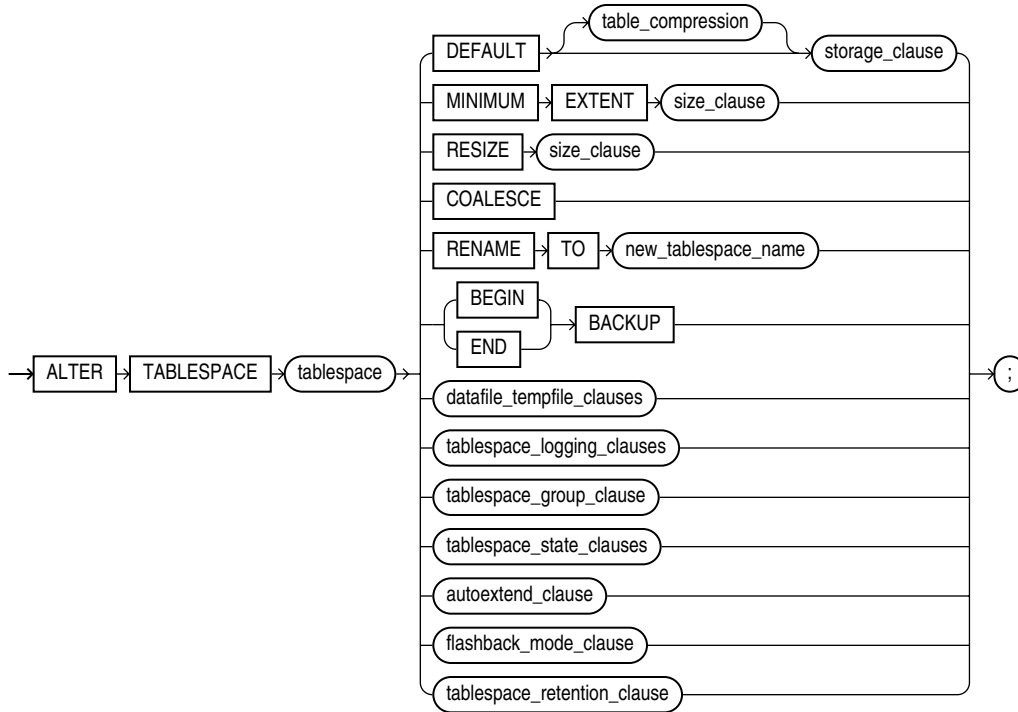 table_compression
DEFAULT storage_clause
MINIMUM EXTENT size_clause
RESIZE size_clause
COALESCE
RENAME TO new_tablespace_name
BEGIN
BACKUP
END
ALTER TABLESPACE tablespace ;
datafile_tempfile_clauses
tablespace_logging_clauses
tablespace_group_clause
tablespace_state_clauses
autoextend_clause
flashback_mode_clause
tablespace_retention_clause